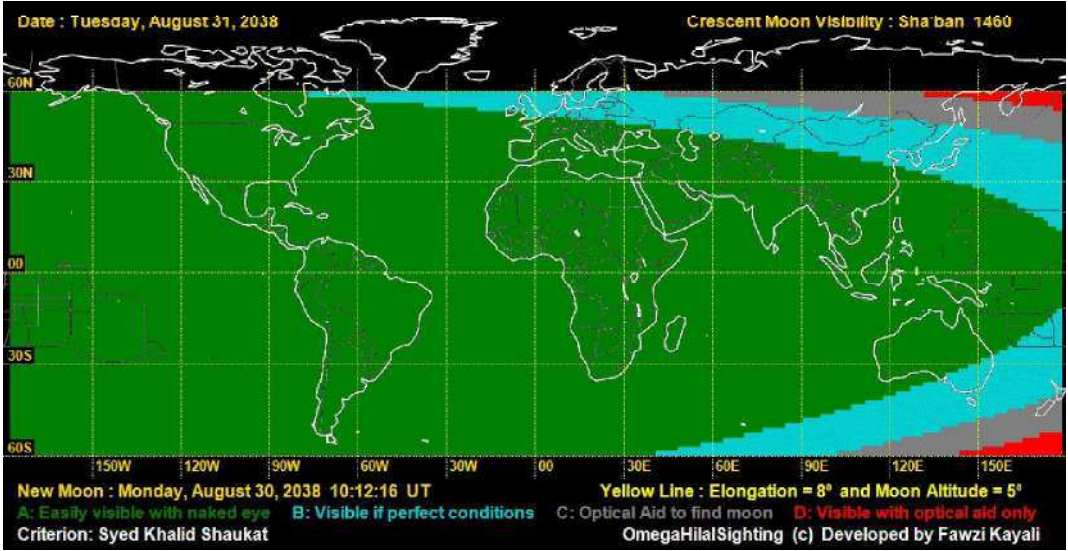 Date : Tuesday, August 31, 2038 Crescent Moon Visibility : Sha'ban 1460
60N
30N
00
30S
60S
150W 120W 90W 60W 30W 00 30E 60E 90E 120E 150E
New Moon : Monday, August 30, 2038 10:12:16 UT Yellow Line : Elongation = 8º and Moon Altitude = 5º
A: Easily visible with naked eye B: Visible if perfect conditions C: Optical Aid to find moon D: Visible with optical aid only
Criterion: Syed Khalid Shaukat OmegaHilalSighting (c) Developed by Fawzi Kayali